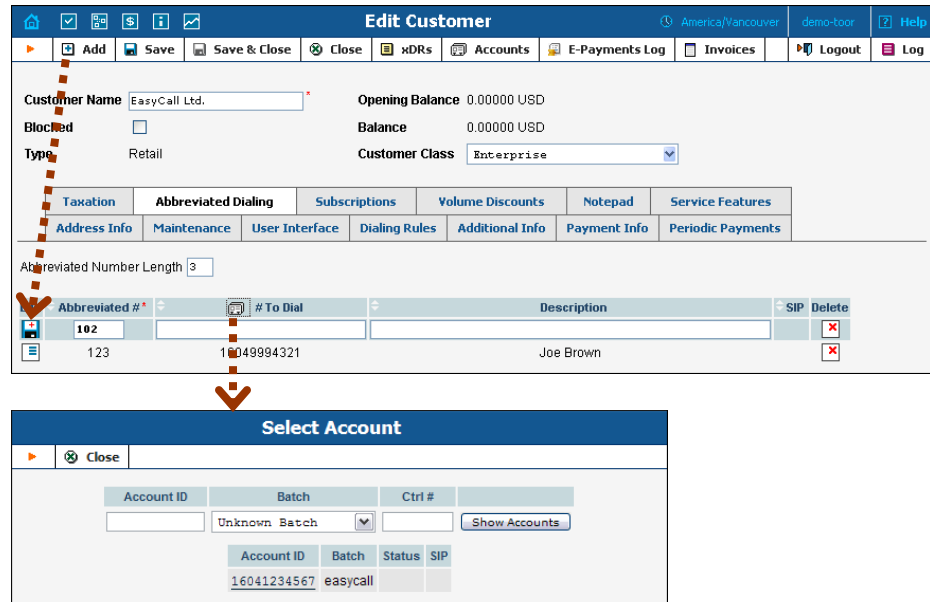 Edit Customer America/Vancouver demo-toor Help
Add Save Save & Close Close xDRs Accounts E-Payments Log Invoices Logout Log
Customer Name EasyCall Ltd. * Opening Balance 0.00000 USD
Blocked Balance 0.00000 USD
Type Retail Customer Class Enterprise
Taxation Abbreviated Dialing Subscriptions Volume Discounts Notepad Service Features
Address Info Maintenance User Interface Dialing Rules Additional Info Payment Info Periodic Payments
Abbreviated Number Length 3
Abbreviated #* # To Dial Description SIP Delete
102
123 16049994321 Joe Brown
Select Account
Close
Account ID Batch Ctrl #
Unknown Batch Show Accounts
Account ID Batch Status SIP
16041234567 easycall